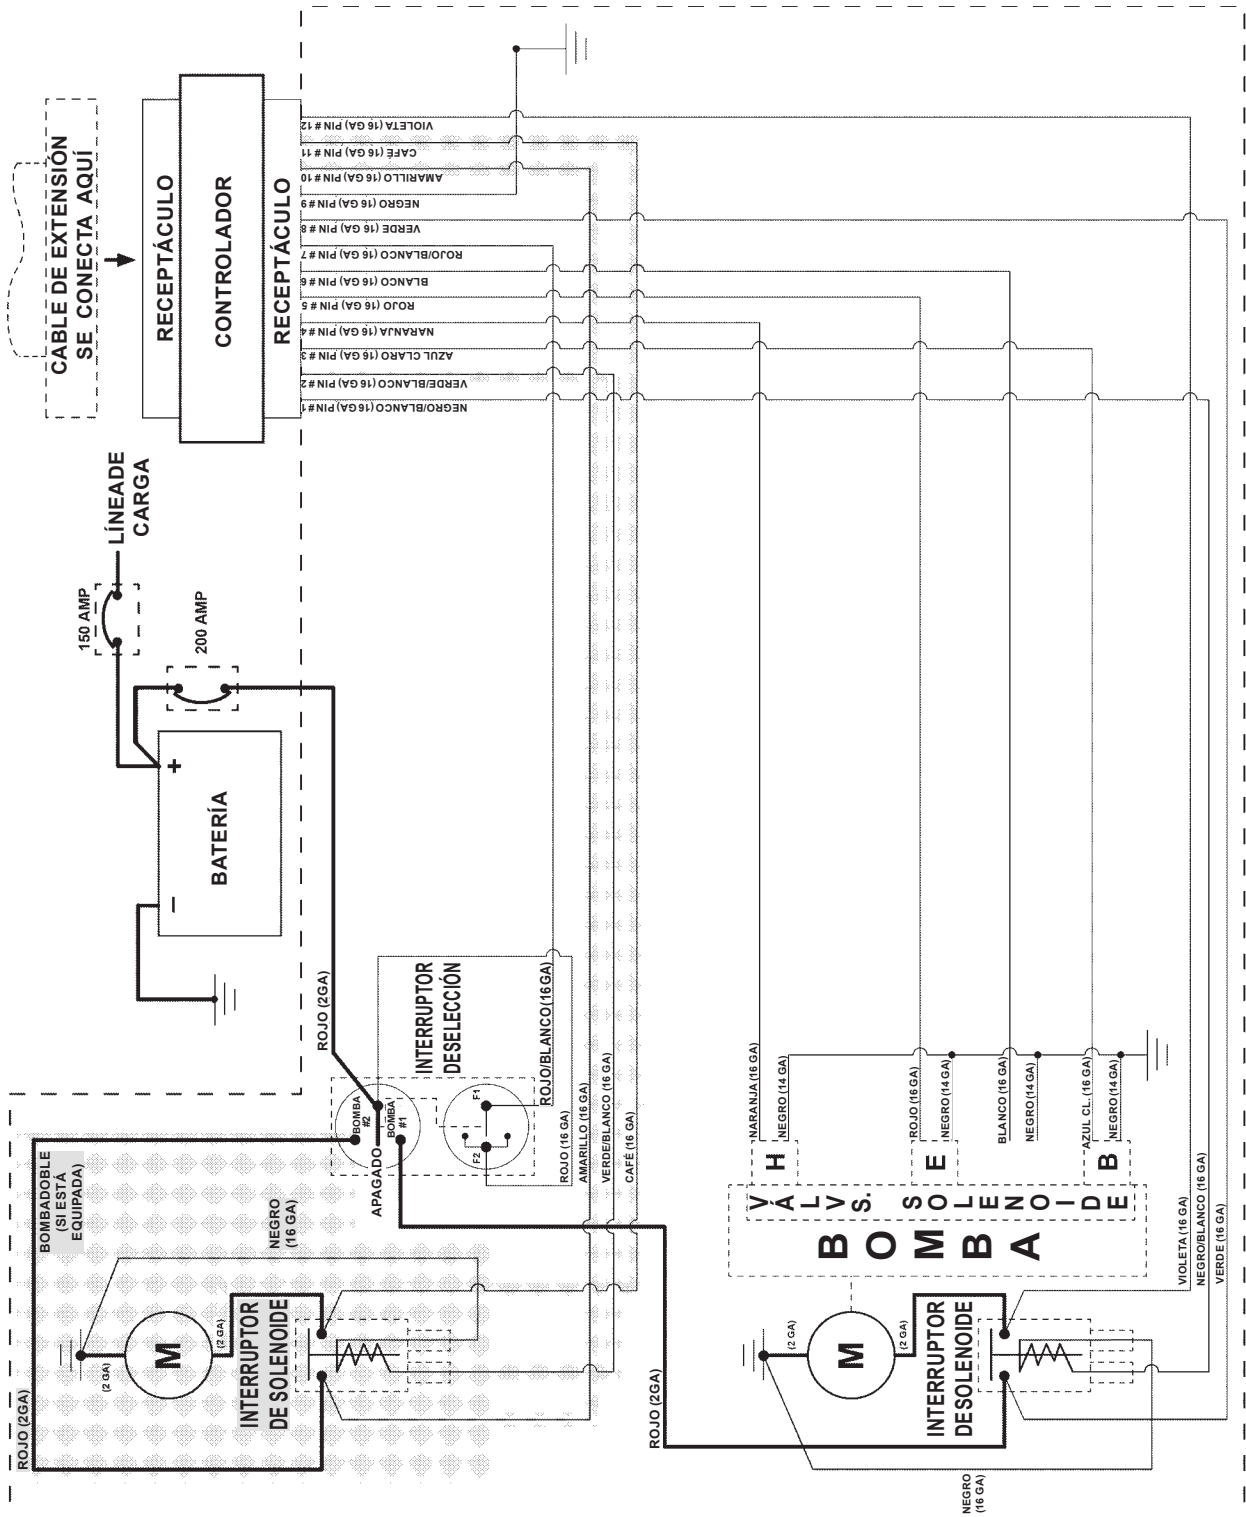 CABLE DE EXTENSIÓN
SE CONECTA AQUÍ
RECEPTÁCULO
CONTROLADOR
RECEPTÁCULO
VIOLETA (16 GA) PIN # 12
CAFÉ (16 GA) PIN # 11
AMARILLO (16 GA) PIN # 10
NEGRO (16 GA) PIN # 9
VERDE (16 GA) PIN # 8
ROJO/BLANCO (16 GA) PIN # 7
BLANCO (16 GA) PIN # 6
ROJO (16 GA) PIN # 5
NARANJA (16 GA) PIN # 4
AZUL CLARO (16 GA) PIN # 3
VERDE/BLANCO (16 GA) PIN # 2
NEGRO/BLANCO (16 GA) PIN # 1
LÍNEADE
CARGA
150 AMP
200 AMP
+
BATERÍA
−
ROJO (2GA)
INTERRUPTOR
DESELECCIÓN
BOMBA
#2
BOMBA
#1
APAGADO
F1
F2
ROJO/BLANCO(16 GA)
ROJO (16 GA)
AMARILLO (16 GA)
VERDE/BLANCO (16 GA)
CAFÉ(16 GA)
BOMBADOBLE
(SI ESTÁ
EQUIPADA)
NEGRO
(16 GA)
ROJO (2GA)
(2 GA)
M
(2 GA)
INTERRUPTOR
DE SOLENOIDE
ROJO (2GA)
NARANJA (16 GA)
NEGRO (14 GA)
ROJO (16 GA)
NEGRO(14 GA)
BLANCO (16 GA)
NEGRO(14 GA)
AZUL CL. (16 GA)
NEGRO(14 GA)
H
E
B
VÁLVS. SOLENOIDE
BOMBA
VIOLETA (16 GA)
NEGRO/BLANCO (16 GA)
VERDE (16 GA)
(2 GA)
M
(2 GA)
INTERRUPTOR
DESOLENOIDE
NEGRO
(16 GA)